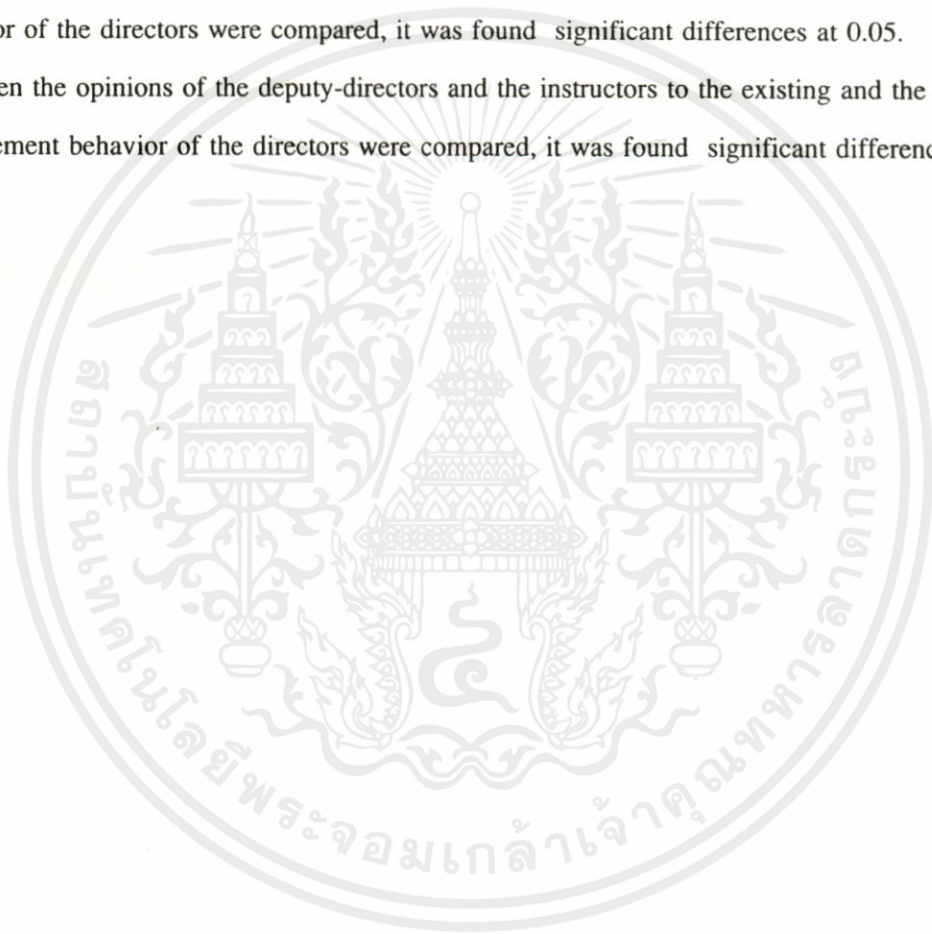 or of the directors were compared, it was found significant differences at 0.05.
en the opinions of the deputy-directors and the instructors to the existing and the
ement behavior of the directors were compared, it was found significant differenc
สถาบันเทคโนโลยีพระจอมเกล้าเจ้าคุณทหารลาดกระบัง
๔